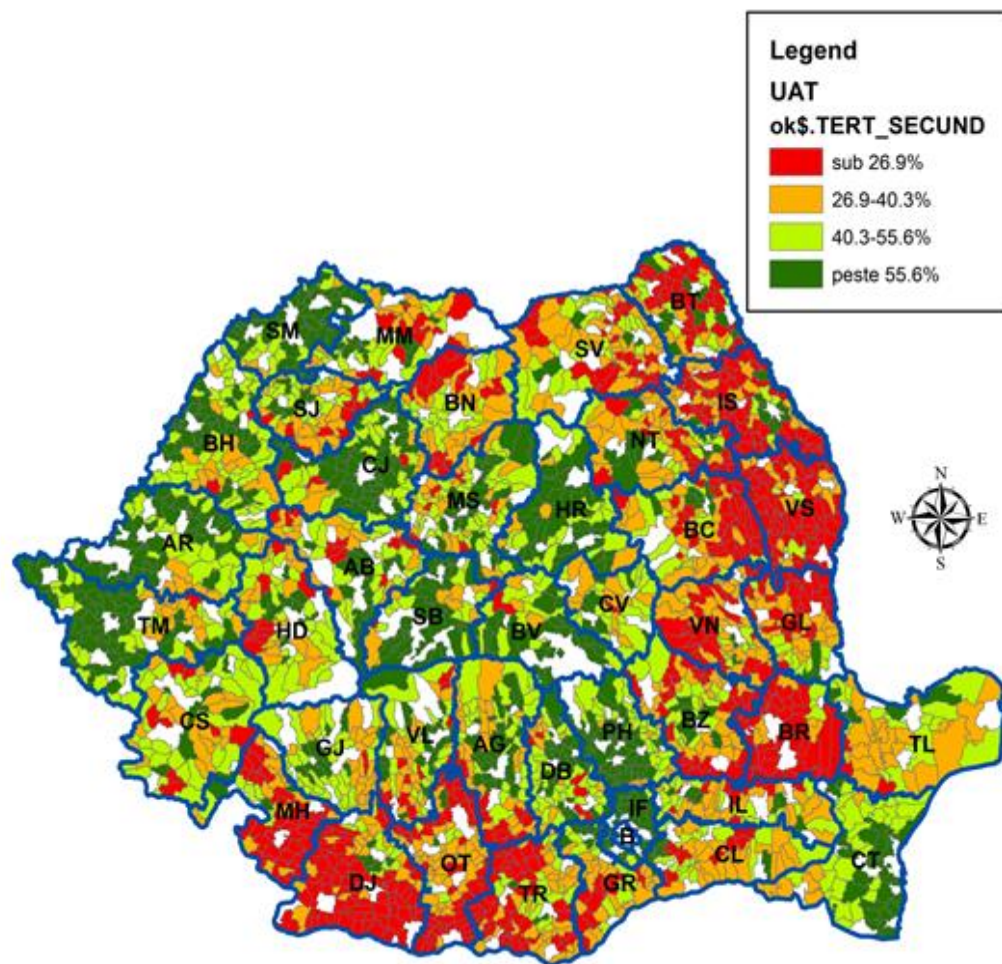 Legend
UAT
ok$.TERT_SECUND
sub 26.9%
26.9-40.3%
40.3-55.6%
peste 55.6%
BT
SM
MM
SV
SJ
BN
IS
BH
CJ
NT
MS
HR
BC
VS
AR
AB
TM
HD
SB
BV
CV
VN
GL
CS
GJ
VL
AG
PH
BZ
BR
TL
DB
MH
IF
IL
B
OT
CL
CT
DJ
TR
GR
N
W
E
S